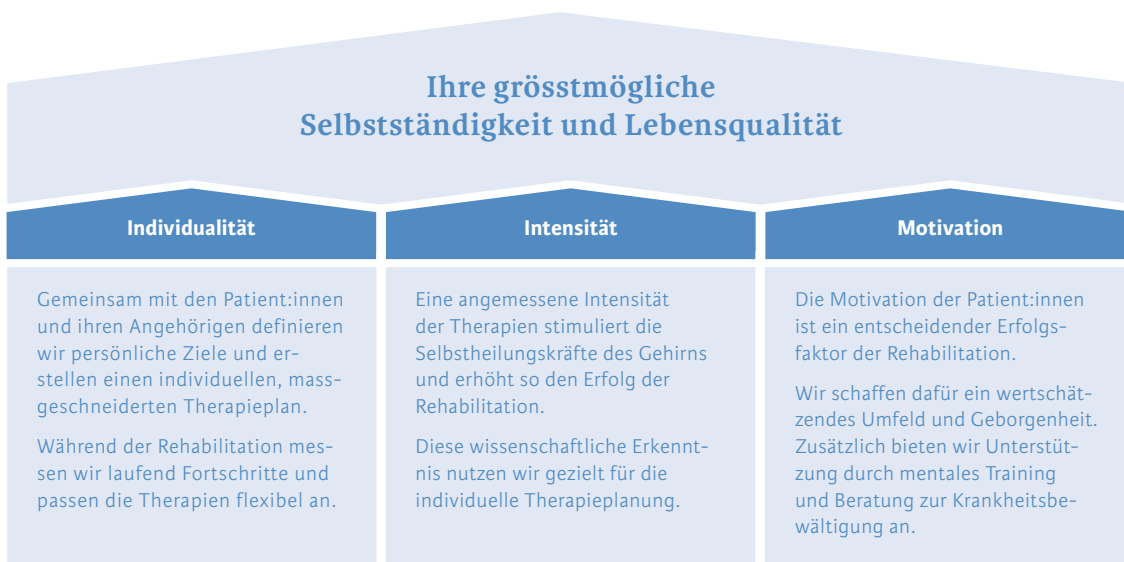 Ihre grösstmögliche
Selbstständigkeit und Lebensqualität
Individualität
Gemeinsam mit den Patient:innen
und ihren Angehörigen definieren
wir persönliche Ziele und er-
stellen einen individuellen, mass-
geschneiderten Therapieplan.
Während der Rehabilitation mes-
sen wir laufend Fortschritte und
passen die Therapien flexibel an.
Intensität
Eine angemessene Intensität
der Therapien stimuliert die
Selbstheilungskräfte des Gehirns
und erhöht so den Erfolg der
Rehabilitation.
Diese wissenschaftliche Erkennt-
nis nutzen wir gezielt für die
individuelle Therapieplanung.
Motivation
Die Motivation der Patient:innen
ist ein entscheidender Erfolgs-
faktor der Rehabilitation.
Wir schaffen dafür ein wertschät-
zendes Umfeld und Geborgenheit.
Zusätzlich bieten wir Unterstüt-
zung durch mentales Training
und Beratung zur Krankheitsbe-
wältigung an.